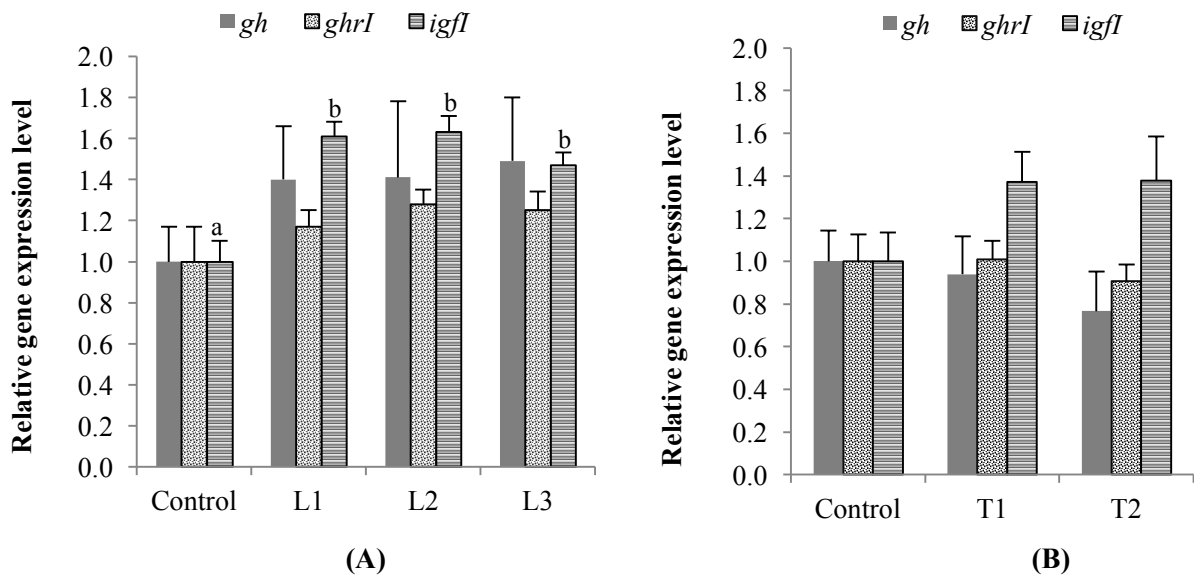 gh ghrI igfI
Relative gene expression level
2.0
1.8
1.6
1.4
1.2
1.0
0.8
0.6
0.4
0.2
0.0
a
b
b
b
Control L1 L2 L3
(A)
gh ghrI igfI
Relative gene expression level
2.0
1.8
1.6
1.4
1.2
1.0
0.8
0.6
0.4
0.2
0.0
Control T1 T2
(B)